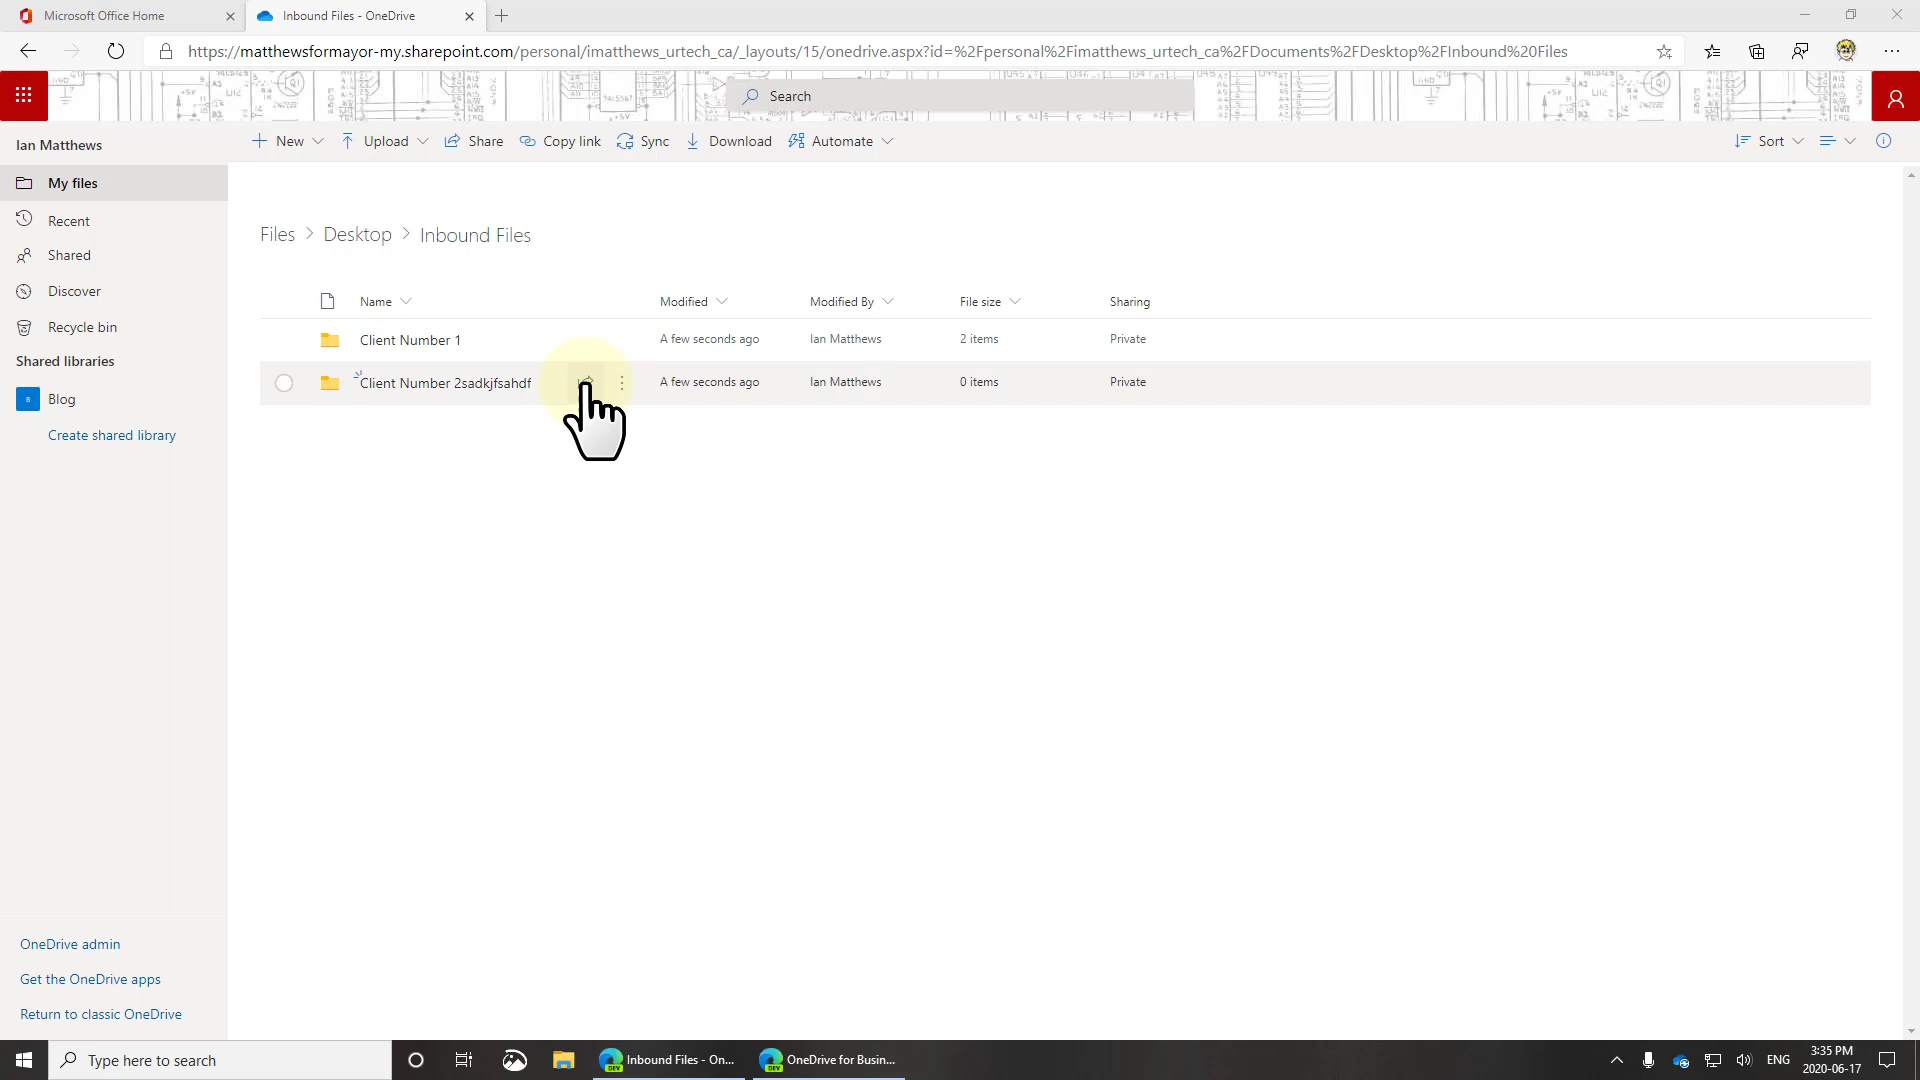 Microsoft Office Home
Inbound Files - OneDrive
https://matthewsformayor-my.sharepoint.com/personal/imatthews_urtech_ca/_layouts/15/onedrive.aspx?id=%2Fpersonal%2Fimatthews_urtech_ca%2FDocuments%2FDesktop%2FInbound%20Files
Search
Ian Matthews
New
Upload
Share
Copy link
Sync
Download
Automate
Sort
My files
Recent
Shared
Discover
Recycle bin
Shared libraries
Blog
Create shared library
Files > Desktop > Inbound Files
Name Modified Modified By File size Sharing
Client Number 1 A few seconds ago Ian Matthews 2 items Private
Client Number 2sadkjfsahdf A few seconds ago Ian Matthews 0 items Private
OneDrive admin
Get the OneDrive apps
Return to classic OneDrive
Type here to search
Inbound Files - On...
OneDrive for Busin...
ENG
3:35 PM
2020-06-17